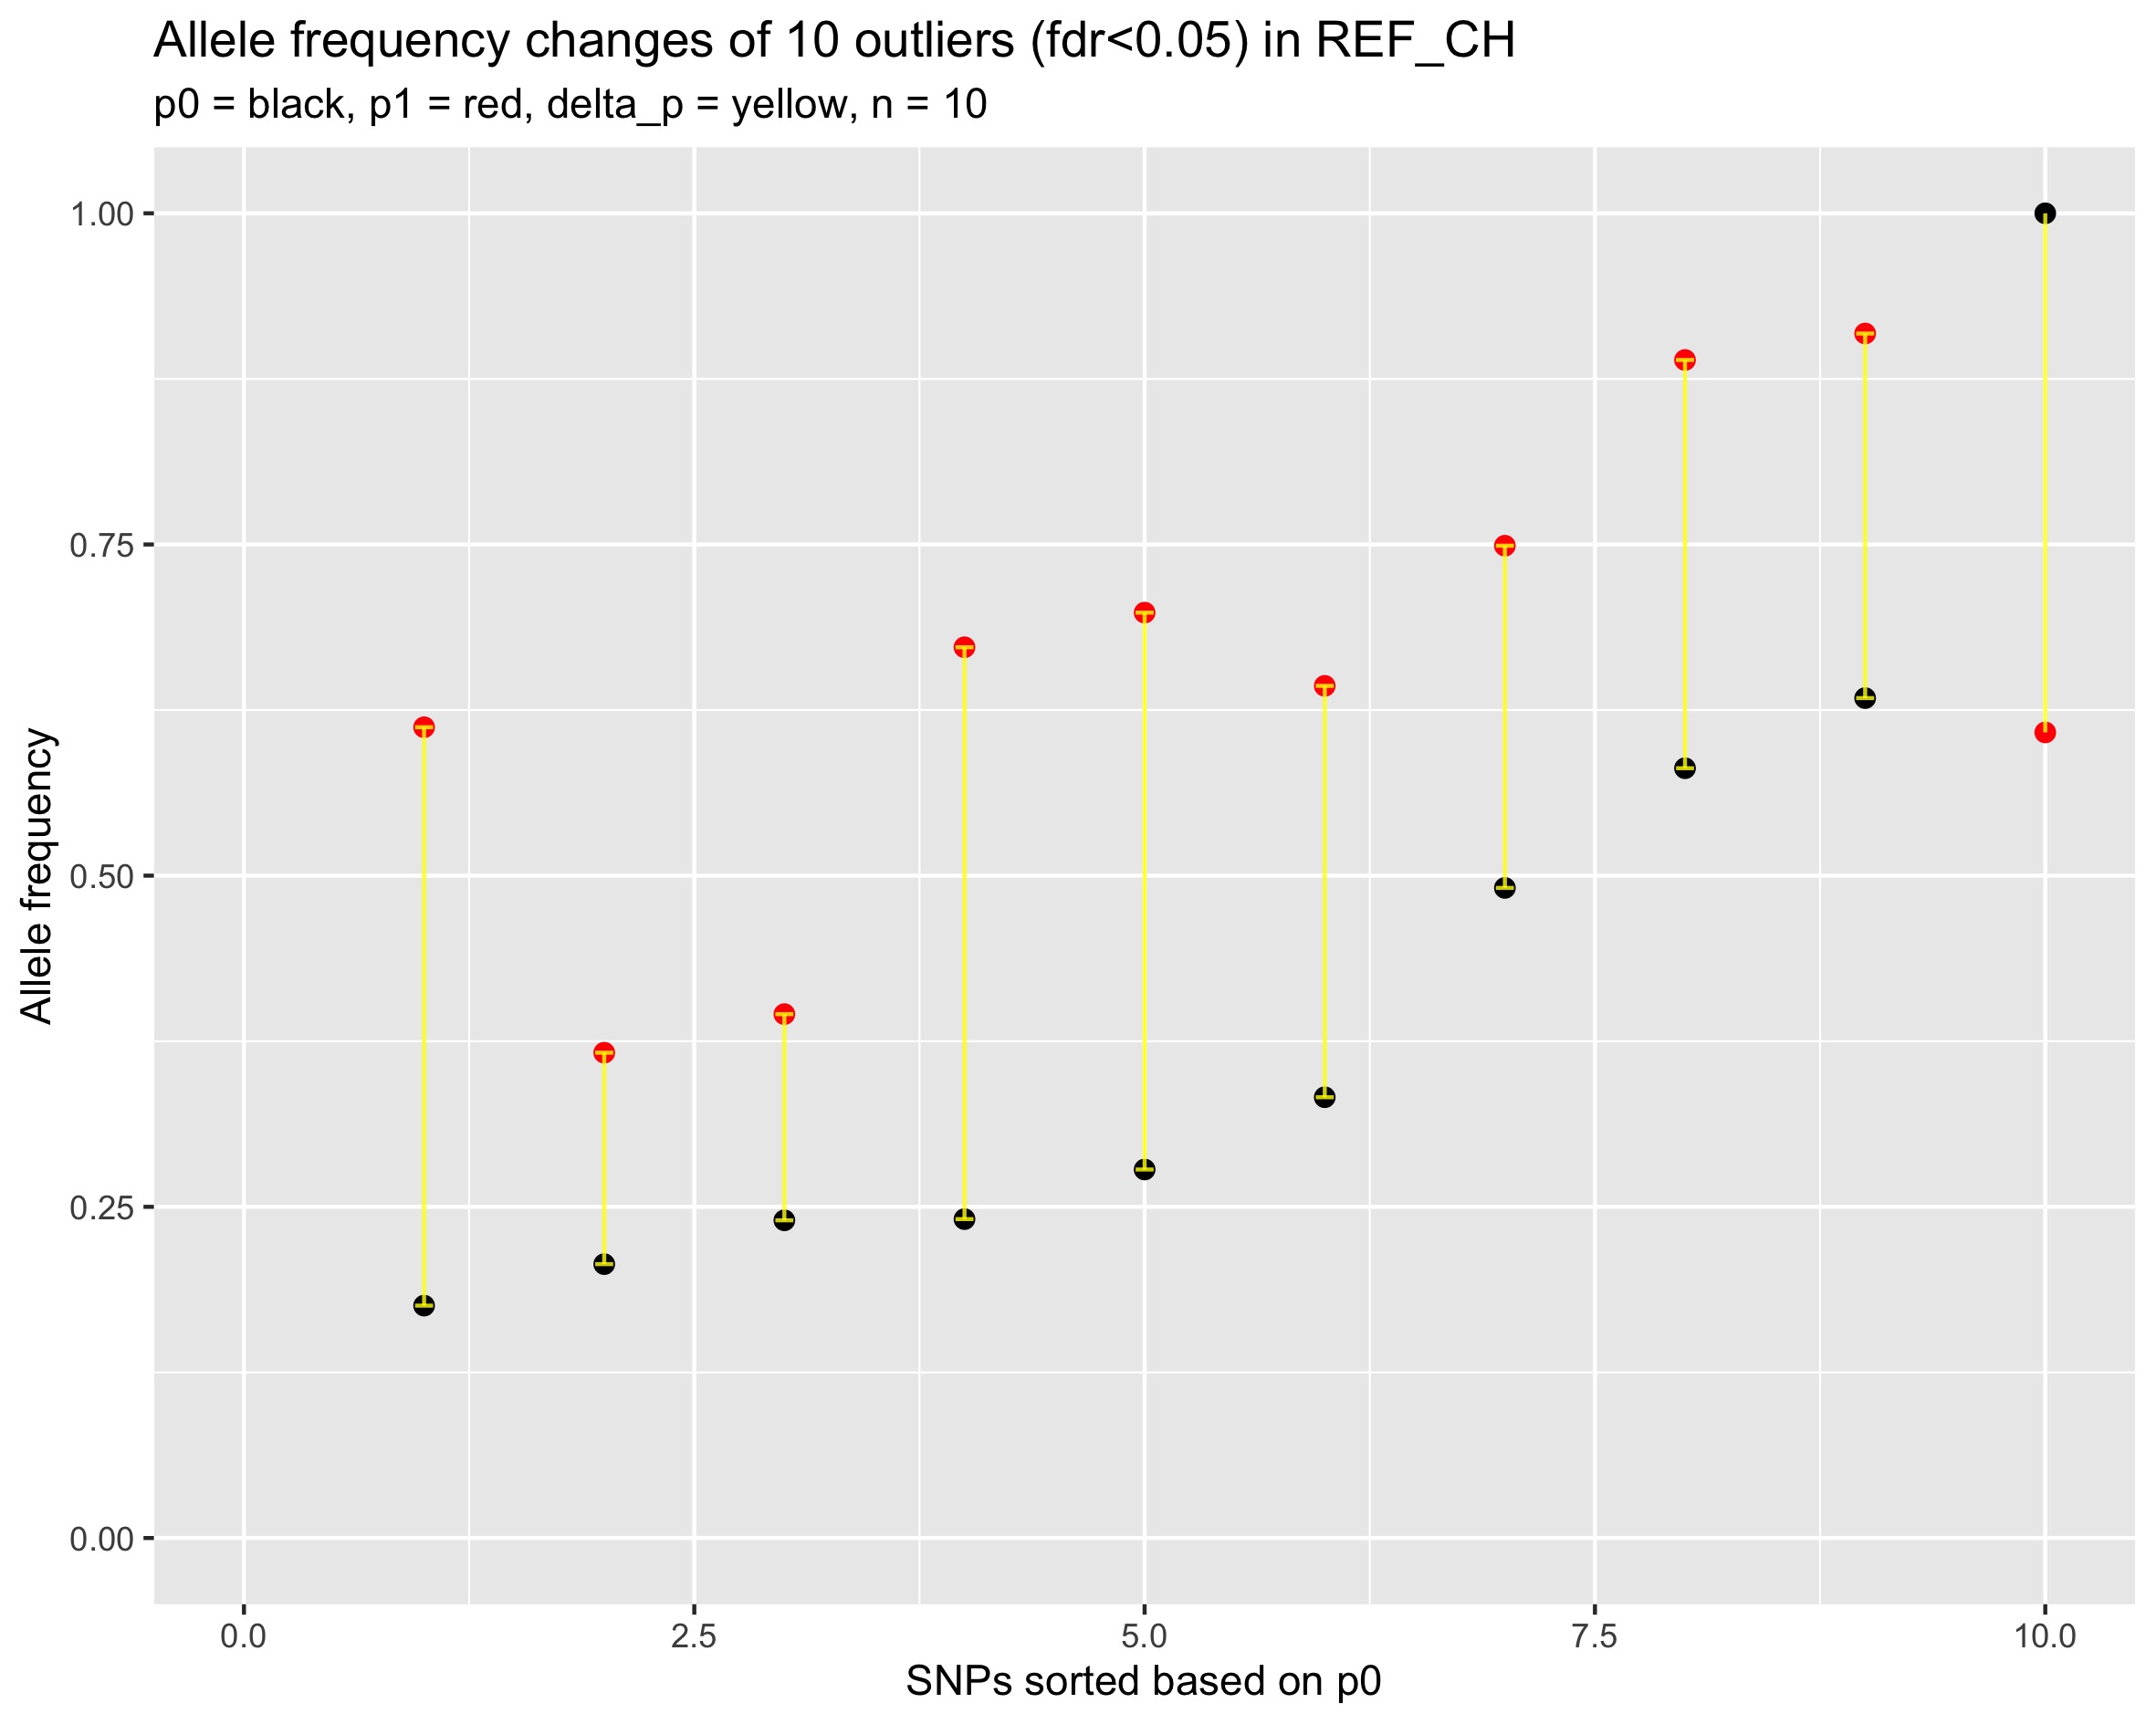 Allele frequency changes of 10 outliers (fdr<0.05) in REF_CH
p0 = black, p1 = red, delta_p = yellow, n = 10
Allele frequency
1.00
0.75
0.50
0.25
0.00
0.0 2.5 5.0 7.5 10.0
SNPs sorted based on p0